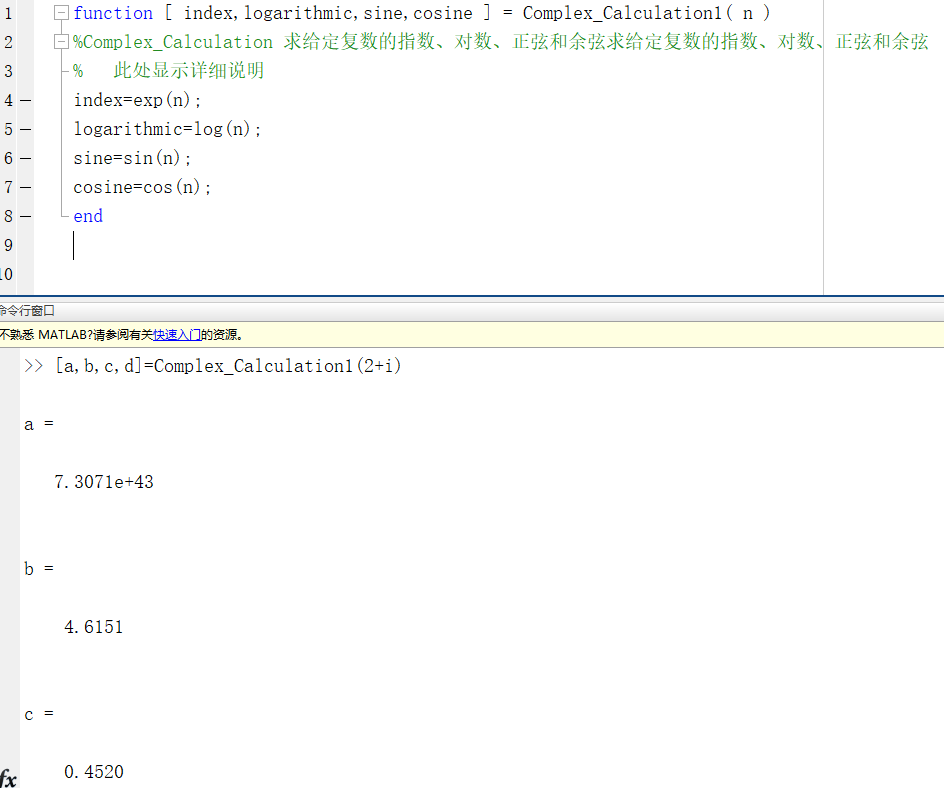 1 function [ index,logarithmic,sine,cosine ] = Complex_Calculation1( n )
2 %Complex_Calculation 求给定复数的指数、对数、正弦和余弦求给定复数的指数、对数、正弦和余弦
3 % 此处显示详细说明
4 — index=exp(n);
5 — logarithmic=log(n);
6 — sine=sin(n);
7 — cosine=cos(n);
8 — end
9
10
命令行窗口
不熟悉 MATLAB?请参阅有关快速入门的资源。
>> [a,b,c,d]=Complex_Calculation1(2+i)
a =
7.3071e+43
b =
4.6151
c =
0.4520
fx